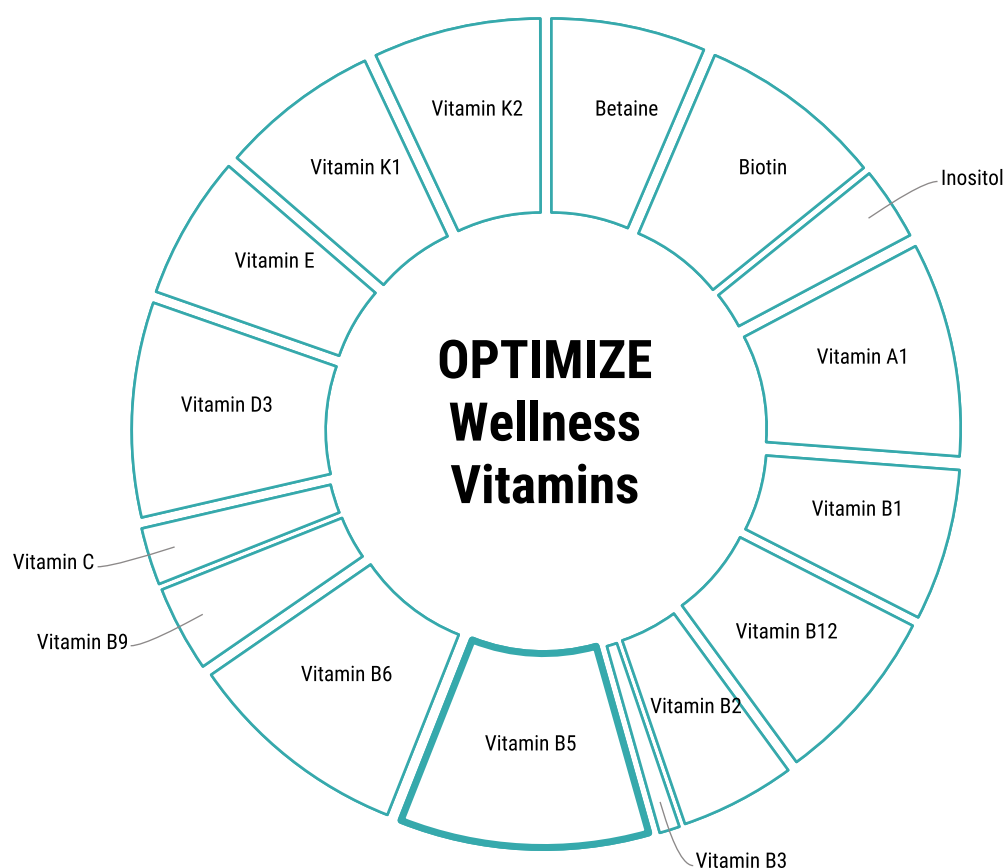 Vitamin K2
Betaine
Vitamin K1
Biotin
Inositol
Vitamin E
Vitamin A1
OPTIMIZE
Wellness
Vitamins
Vitamin D3
Vitamin B1
Vitamin C
Vitamin B12
Vitamin B9
Vitamin B6
Vitamin B2
Vitamin B5
Vitamin B3